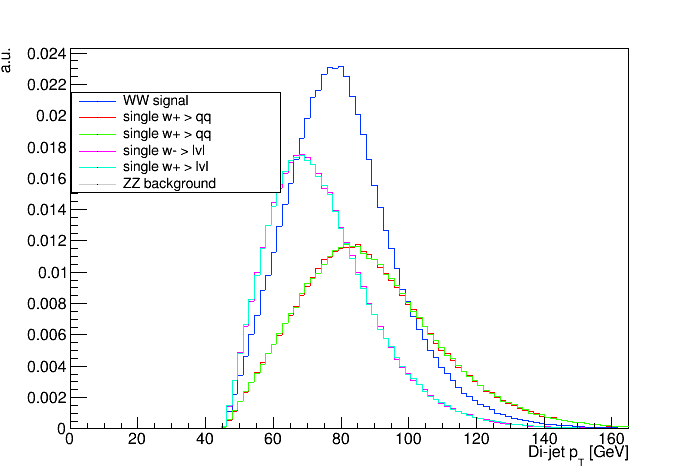 a.u.
0.024
0.022
0.02
0.018
0.016
0.014
0.012
0.01
0.008
0.006
0.004
0.002
0
WW signal
single w+ > qq
single w+ > qq
single w- > lvl
single w+ > lvl
ZZ background
0 20 40 60 80 100 120 140 160
Di-jet pT [GeV]